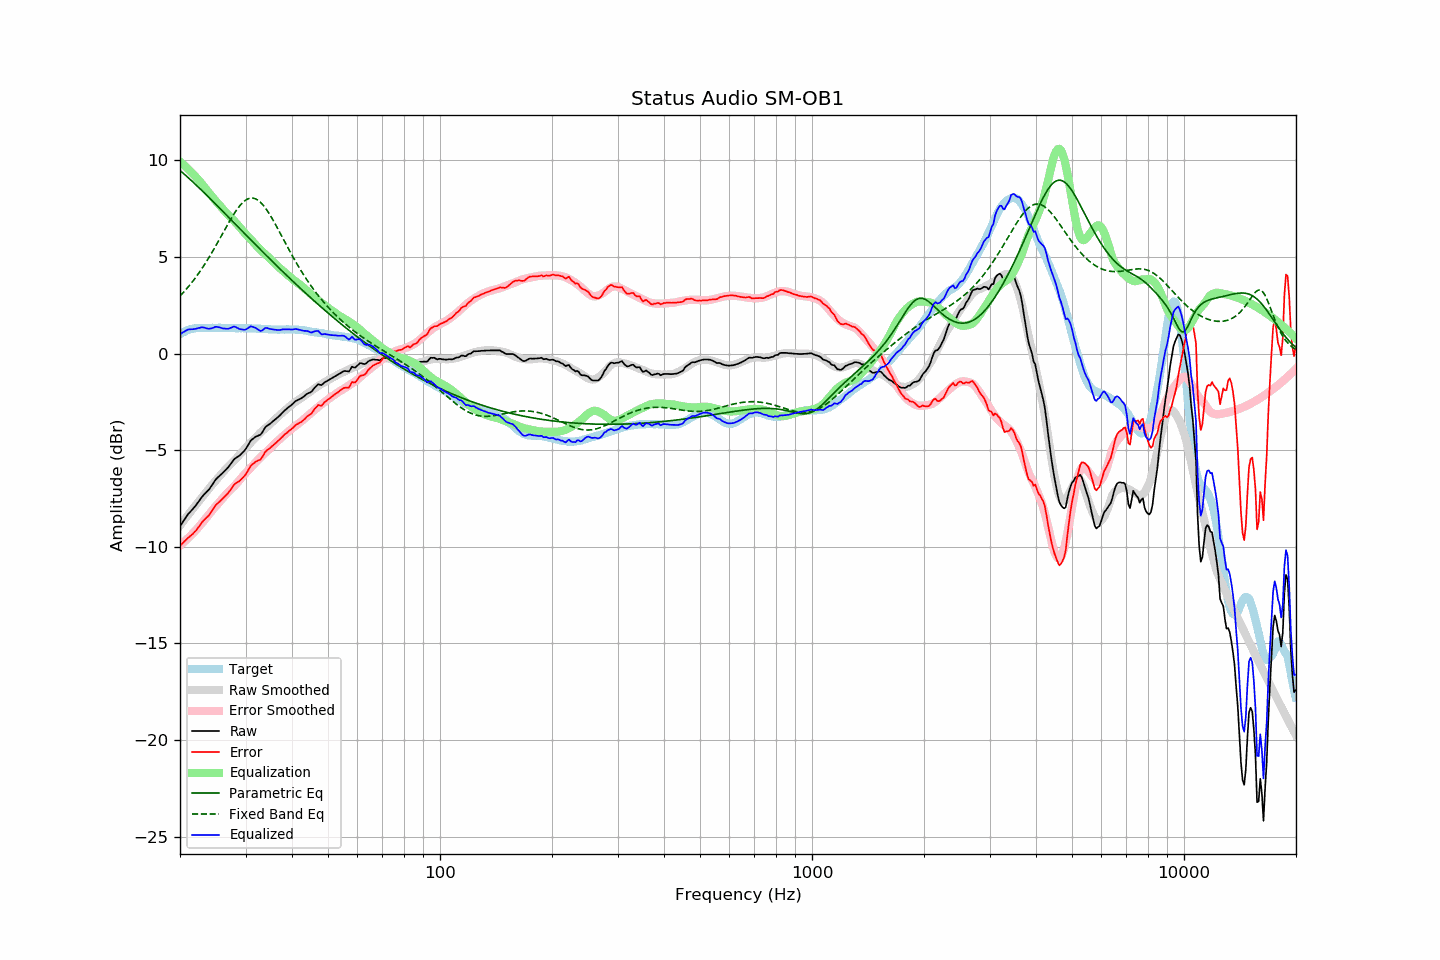 Status Audio SM-OB1
Amplitude (dBr)
10
5
0
−5
−10
−15
−20
−25
Target
Raw Smoothed
Error Smoothed
Raw
Error
Equalization
Parametric Eq
Fixed Band Eq
Equalized
100
1000
10000
Frequency (Hz)